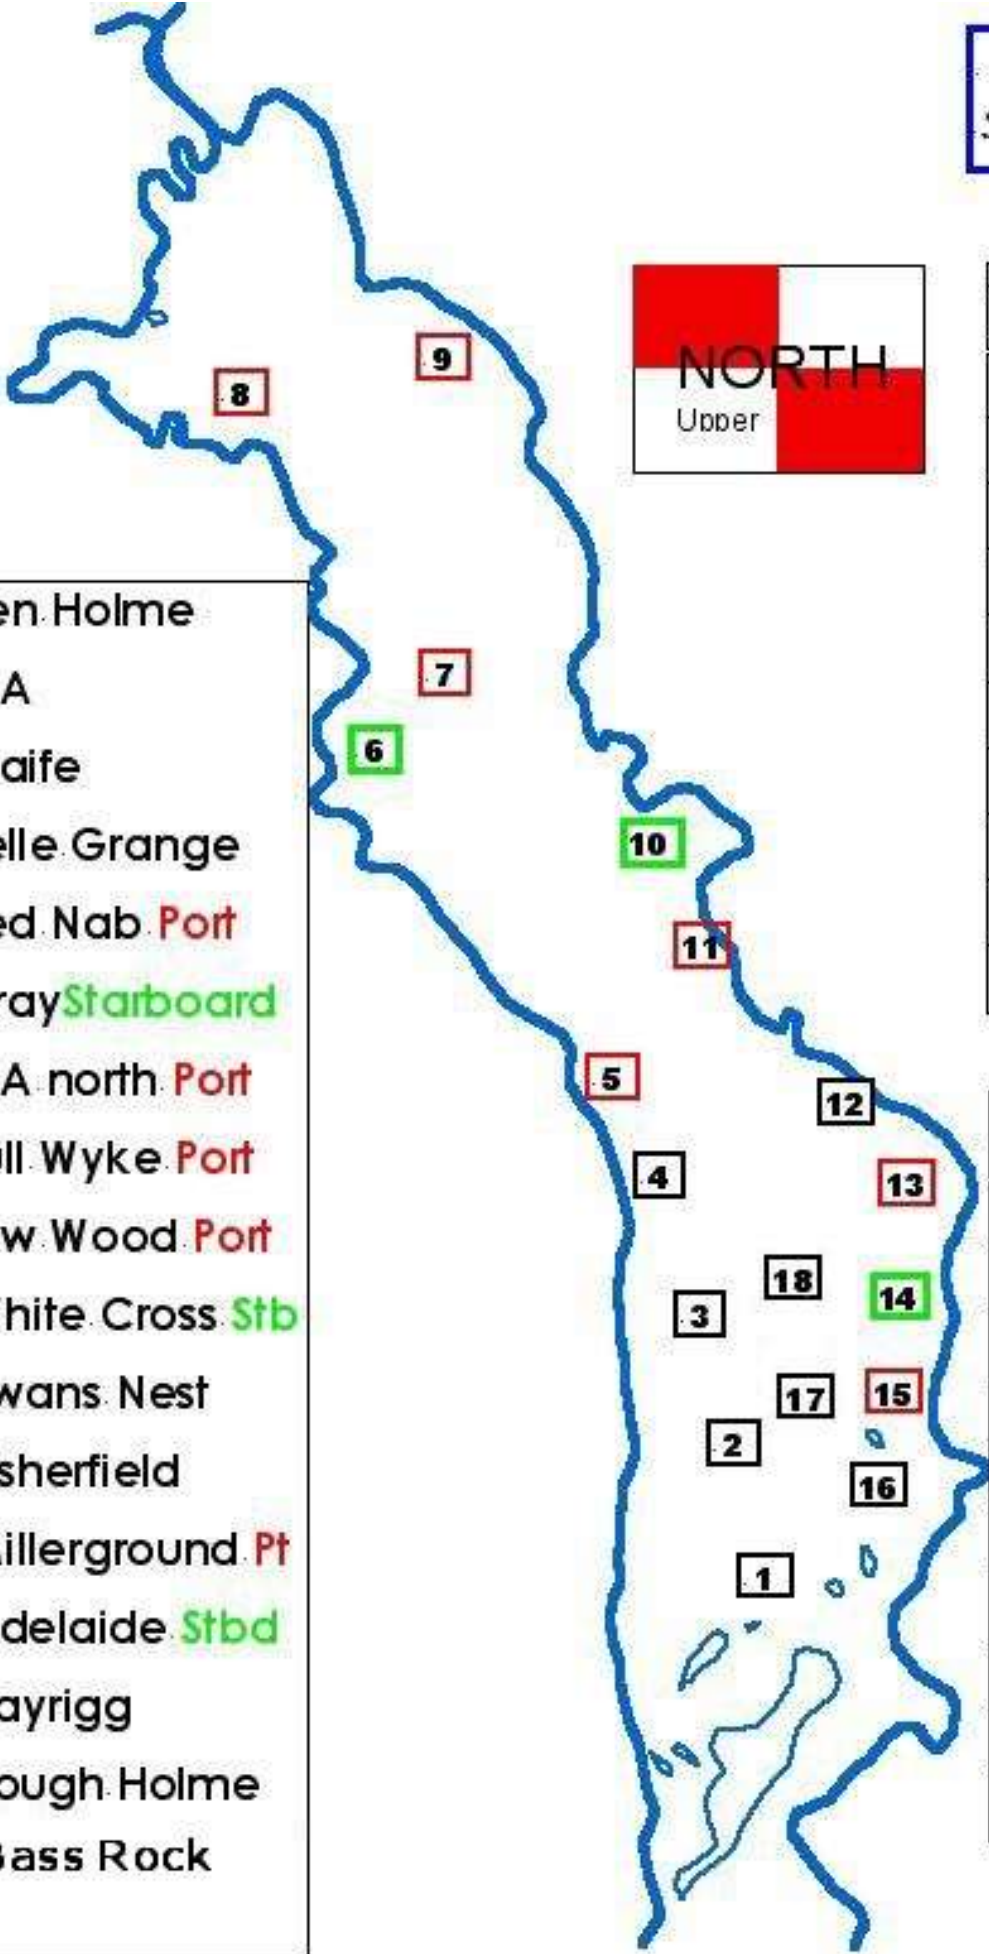 9
8
NORTH
Upper
en Holme
7
A
6
aife
10
elle Grange
ed Nab Port
11
rayStarboard
5
A north Port
12
ll Wyke Port
4
13
w Wood Port
18
14
3
hite Cross Stb
17
15
wans Nest
2
sherfield
16
illerground Pt
1
delaide Stbd
ayrigg
ough Holme
Bass Rock